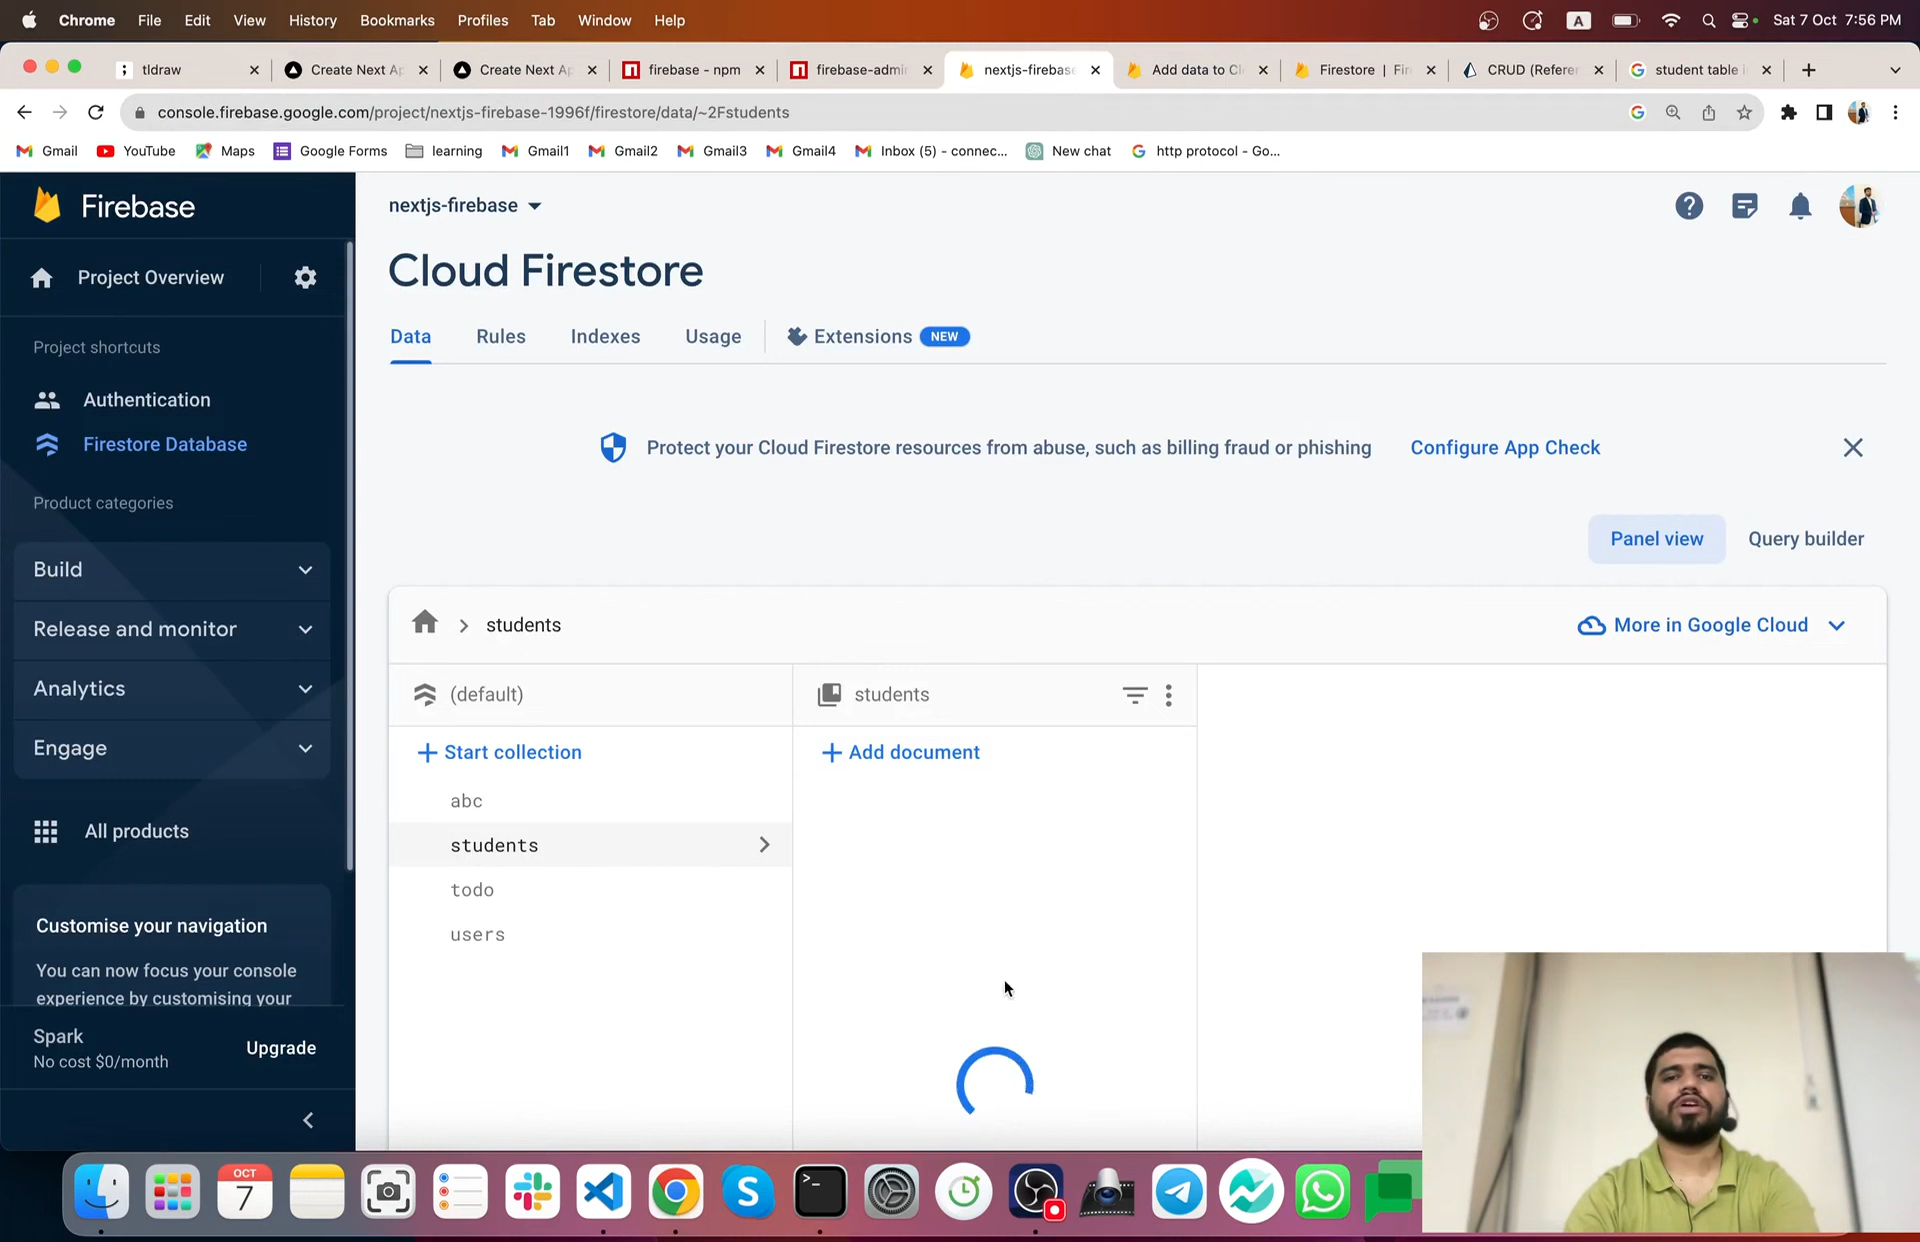 Chrome File Edit View History Bookmarks Profiles Tab Window Help
A
Sat 7 Oct 7:56 PM
tldraw
Create Next Ap
Create Next Ap
firebase - npm
firebase-admin
nextjs-firebase
Add data to Cl
Firestore | Fir
CRUD (Refere
student table i
console.firebase.google.com/project/nextjs-firebase-1996f/firestore/data/~2Fstudents
Gmail YouTube Maps Google Forms learning Gmail1 Gmail2 Gmail3 Gmail4 Inbox (5) - connec... New chat http protocol - Go...
Firebase
Project Overview
Project shortcuts
Authentication
Firestore Database
Product categories
Build
Release and monitor
Analytics
Engage
All products
Customise your navigation
You can now focus your console
experience by customising your
Spark
No cost $0/month
Upgrade
nextjs-firebase
Cloud Firestore
Data Rules Indexes Usage Extensions NEW
Protect your Cloud Firestore resources from abuse, such as billing fraud or phishing Configure App Check
Panel view Query builder
students
More in Google Cloud
(default)
students
Start collection
Add document
abc
students
todo
users
OCT
7